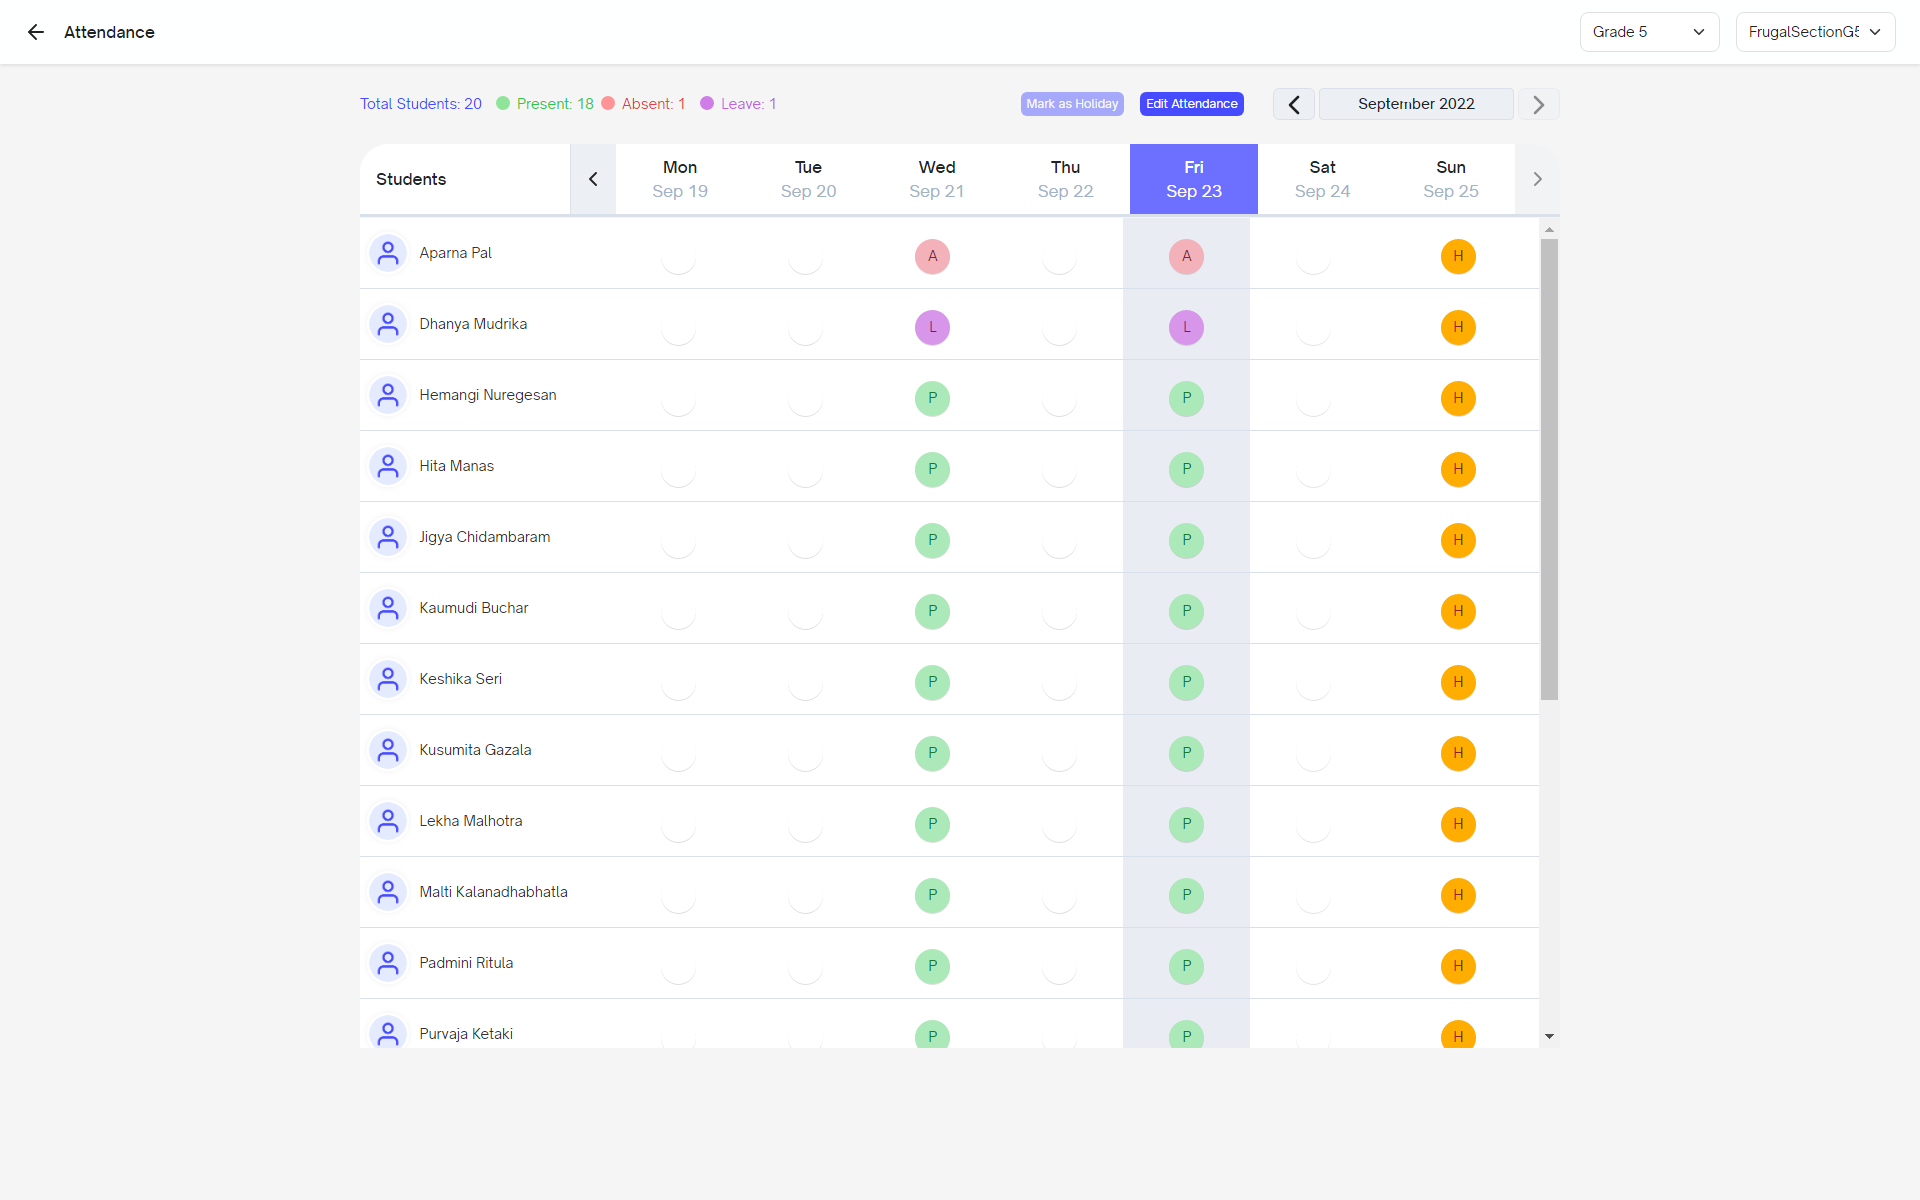 Attendance
Grade 5
FrugalSectionG5
Total Students: 20 Present: 18 Absent: 1 Leave: 1
Mark as Holiday
Edit Attendance
September 2022
Students Mon Tue Wed Thu Fri Sat Sun
Sep 19 Sep 20 Sep 21 Sep 22 Sep 23 Sep 24 Sep 25
Aparna Pal A A H
Dhanya Mudrika L L H
Hemangi Nuregesan P P H
Hita Manas P P H
Jigya Chidambaram P P H
Kaumudi Buchar P P H
Keshika Seri P P H
Kusumita Gazala P P H
Lekha Malhotra P P H
Malti Kalanadhabhatla P P H
Padmini Ritula P P H
Purvaja Ketaki P P H